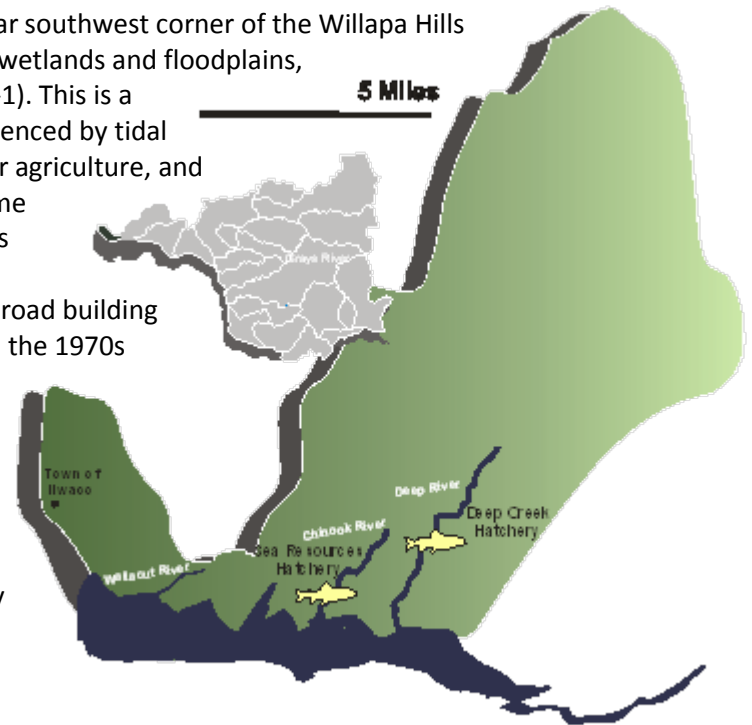 ar southwest corner of the Willapa Hills
wetlands and floodplains,
-1). This is a
enced by tidal
r agriculture, and
me
s
road building
the 1970s
y
5 Miles
Grays River
Town of
Ilwaco
Wallacut River
Chinook River
Sea Resources
Hatchery
Deep River
Deep Creek
Hatchery